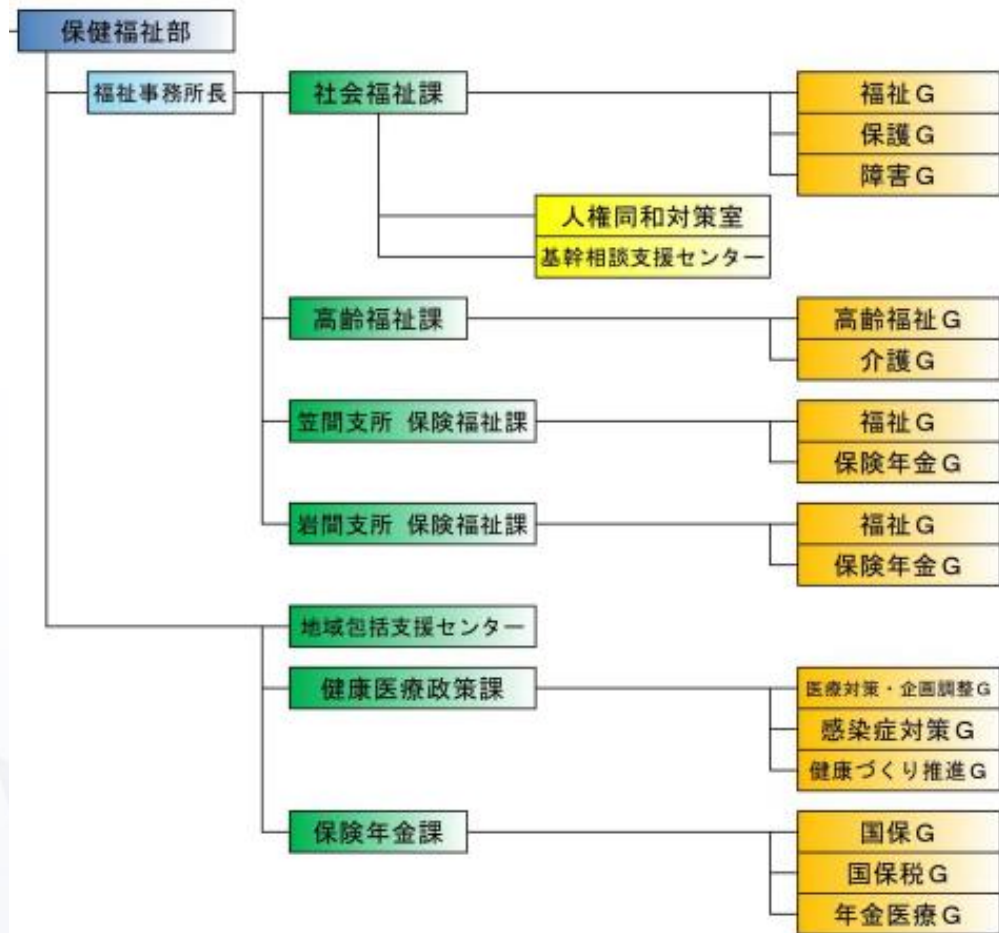 保健福祉部
福祉事務所長
社会福祉課
福祉G
保護G
障害G
人権同和対策室
基幹相談支援センター
高齢福祉課
高齢福祉G
介護G
笠間支所 保険福祉課
福祉G
保険年金G
岩間支所 保険福祉課
福祉G
保険年金G
地域包括支援センター
健康医療政策課
医療対策・企画調整G
感染症対策G
健康づくり推進G
保険年金課
国保G
国保税G
年金医療G